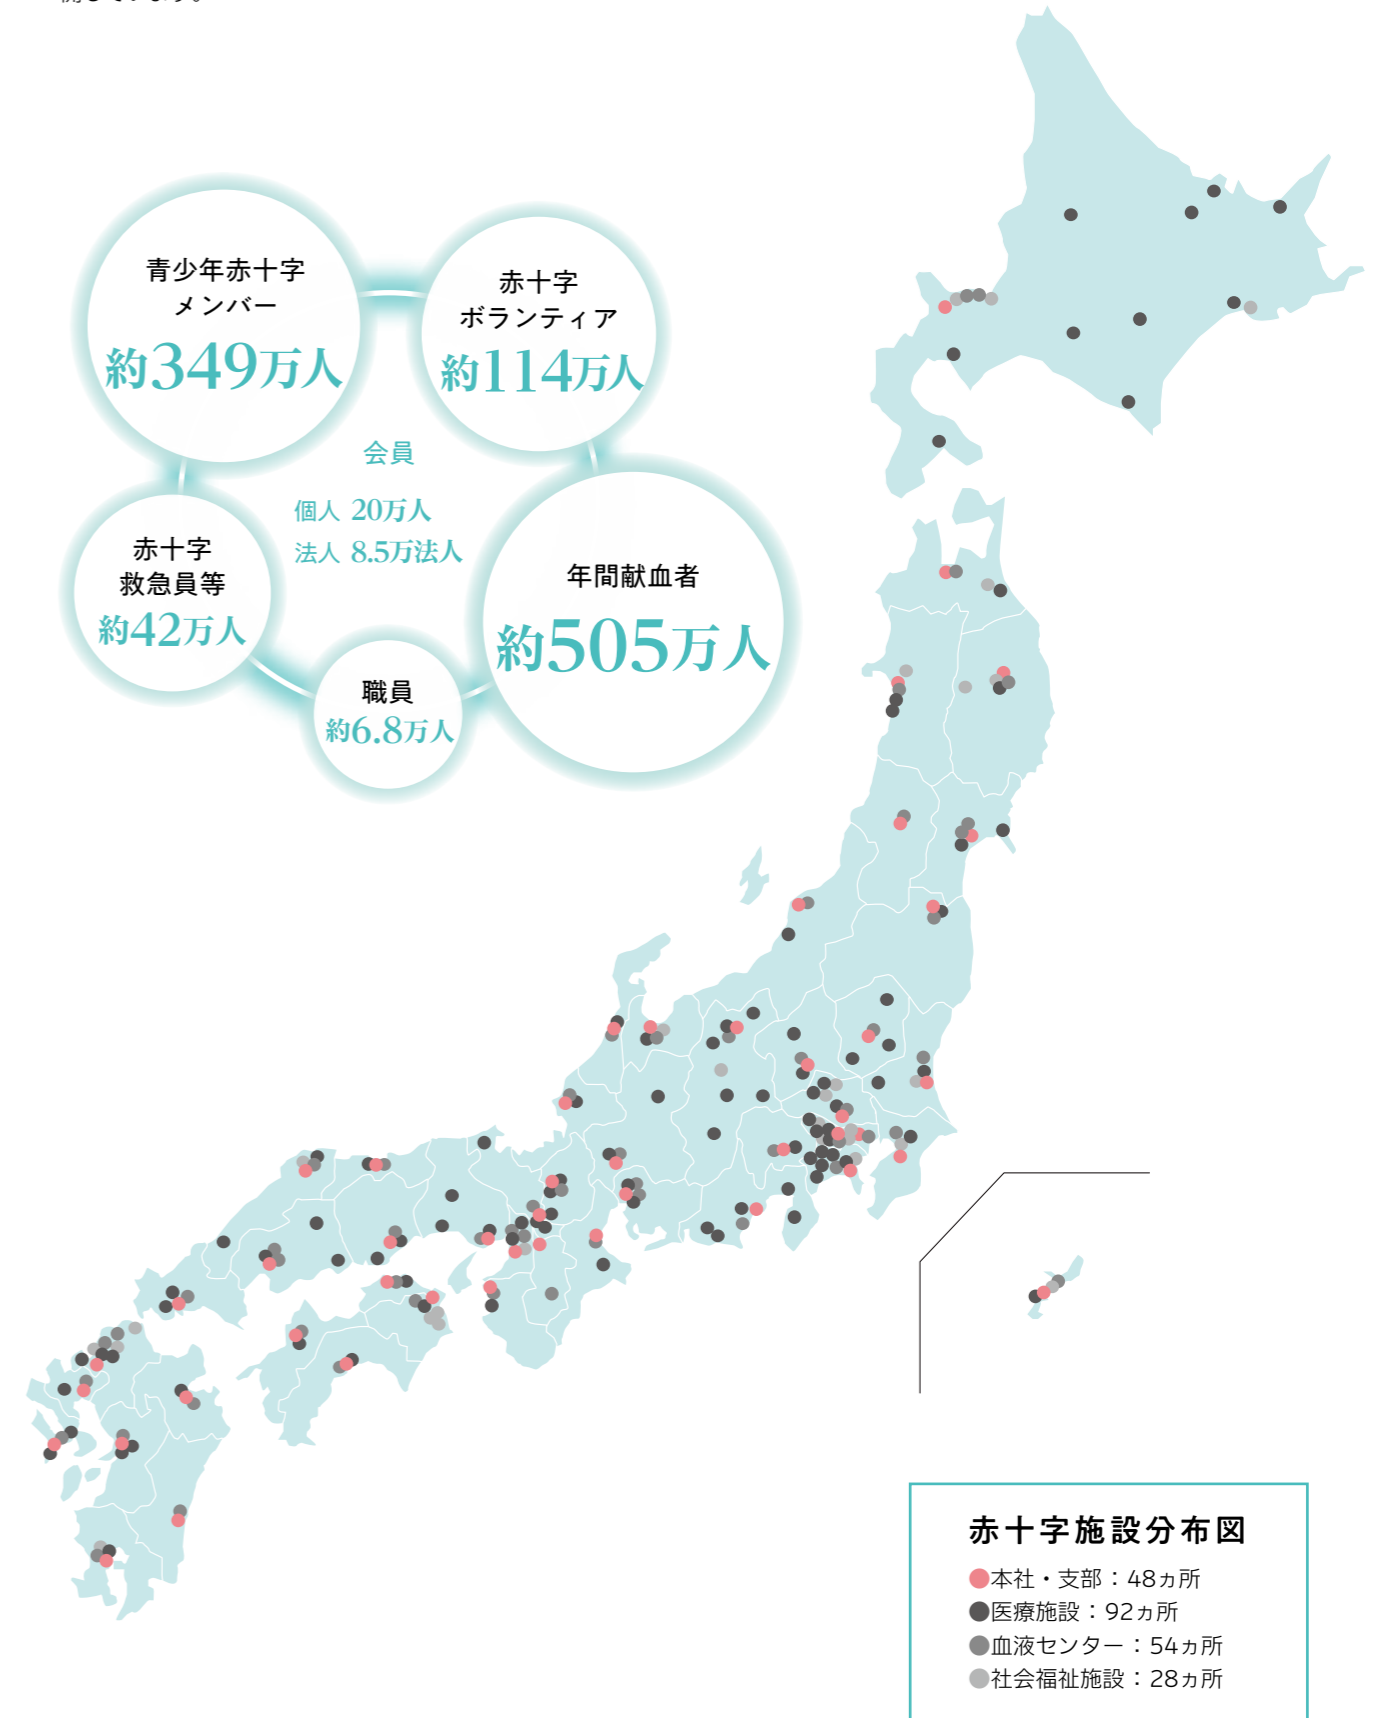 開しています。
青少年赤十字
メンバー
約349万人
赤十字
ボランティア
約114万人
会員
個人 20万人
法人 8.5万法人
赤十字
救急員等
約42万人
年間献血者
約505万人
職員
約6.8万人
赤十字施設分布図
本社・支部：48ヵ所
医療施設：92ヵ所
血液センター：54ヵ所
社会福祉施設：28ヵ所